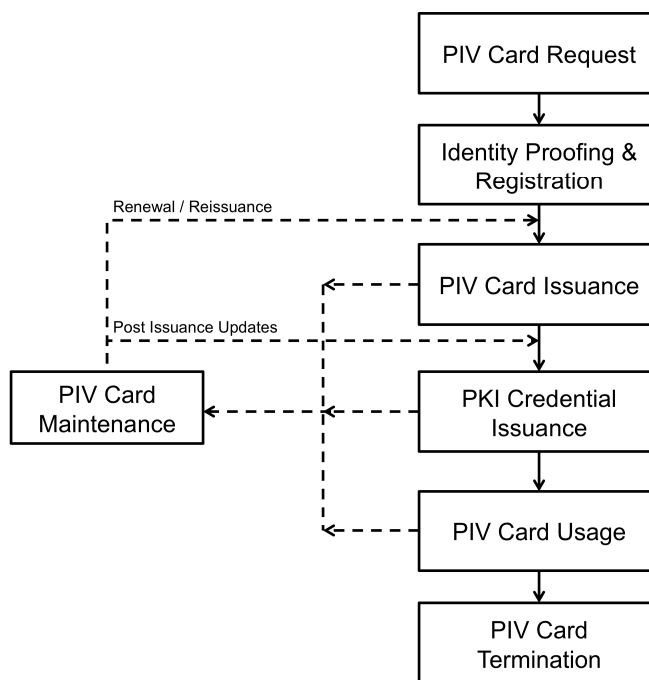 PIV Card Request
Identity Proofing &
Registration
Renewal / Reissuance
PIV Card Issuance
Post Issuance Updates
PIV Card
Maintenance
PKI Credential
Issuance
PIV Card Usage
PIV Card
Termination